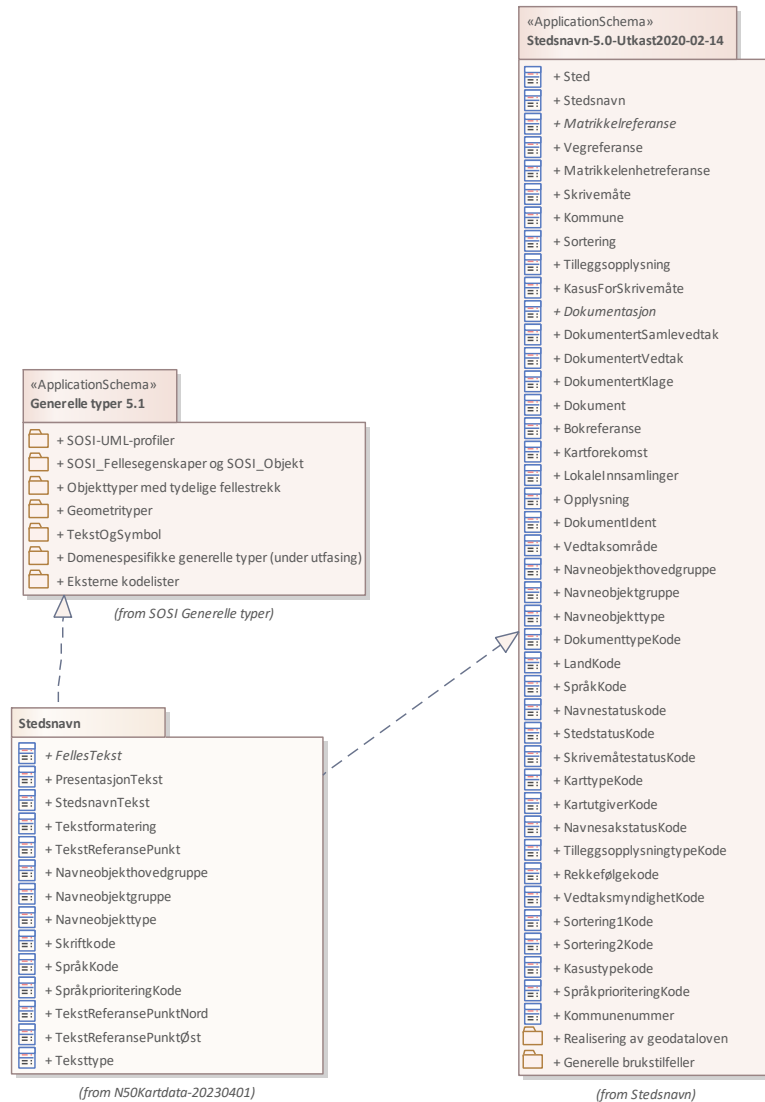 «ApplicationSchema»
Stedsnavn-5.0-Utkast2020-02-14
+ Sted
+ Stedsnavn
+ Matrikkelreferanse
+ Vegreferanse
+ Matrikkelenhetreferanse
+ Skrivemåte
+ Kommune
+ Sortering
+ Tilleggsopplysning
+ KasusForSkrivemåte
+ Dokumentasjon
+ DokumentertSamlevedtak
+ DokumentertVedtak
+ DokumentertKlage
+ Dokument
+ Bokreferanse
+ Kartforekomst
+ LokaleInnsamlinger
+ Opplysning
+ DokumentIdent
+ Vedtaksområde
+ Navneobjekthovedgruppe
+ Navneobjektgruppe
+ Navneobjekttype
+ DokumenttypeKode
+ LandKode
+ SpråkKode
+ Navnestatuskode
+ StedstatusKode
+ SkrivemåtestatusKode
+ KarttypeKode
+ KartutgiverKode
+ NavnesakstatusKode
+ TilleggsopplysningtypeKode
+ Rekkefølgekode
+ VedtaksmyndighetKode
+ Sortering1Kode
+ Sortering2Kode
+ Kasustypekode
+ SpråkprioriteringKode
+ Kommunenummer
+ Realisering av geodataloven
+ Generelle brukstilfeller
(from Stedsnavn)
«ApplicationSchema»
Generelle typer 5.1
+ SOSI-UML-profiler
+ SOSI_Fellesegenskaper og SOSI_Objekt
+ Objekttyper med tydelige fellestrekk
+ Geometrityper
+ TekstOgSymbol
+ Domenespesifikke generelle typer (under utfasing)
+ Eksterne kodelister
(from SOSI Generelle typer)
Stedsnavn
+ FellesTekst
+ PresentasjonTekst
+ StedsnavnTekst
+ Tekstformatering
+ TekstReferansePunkt
+ Navneobjekthovedgruppe
+ Navneobjektgruppe
+ Navneobjekttype
+ Skriftkode
+ SpråkKode
+ SpråkprioriteringKode
+ TekstReferansePunktNord
+ TekstReferansePunktØst
+ Teksttype
(from N50Kartdata-20230401)